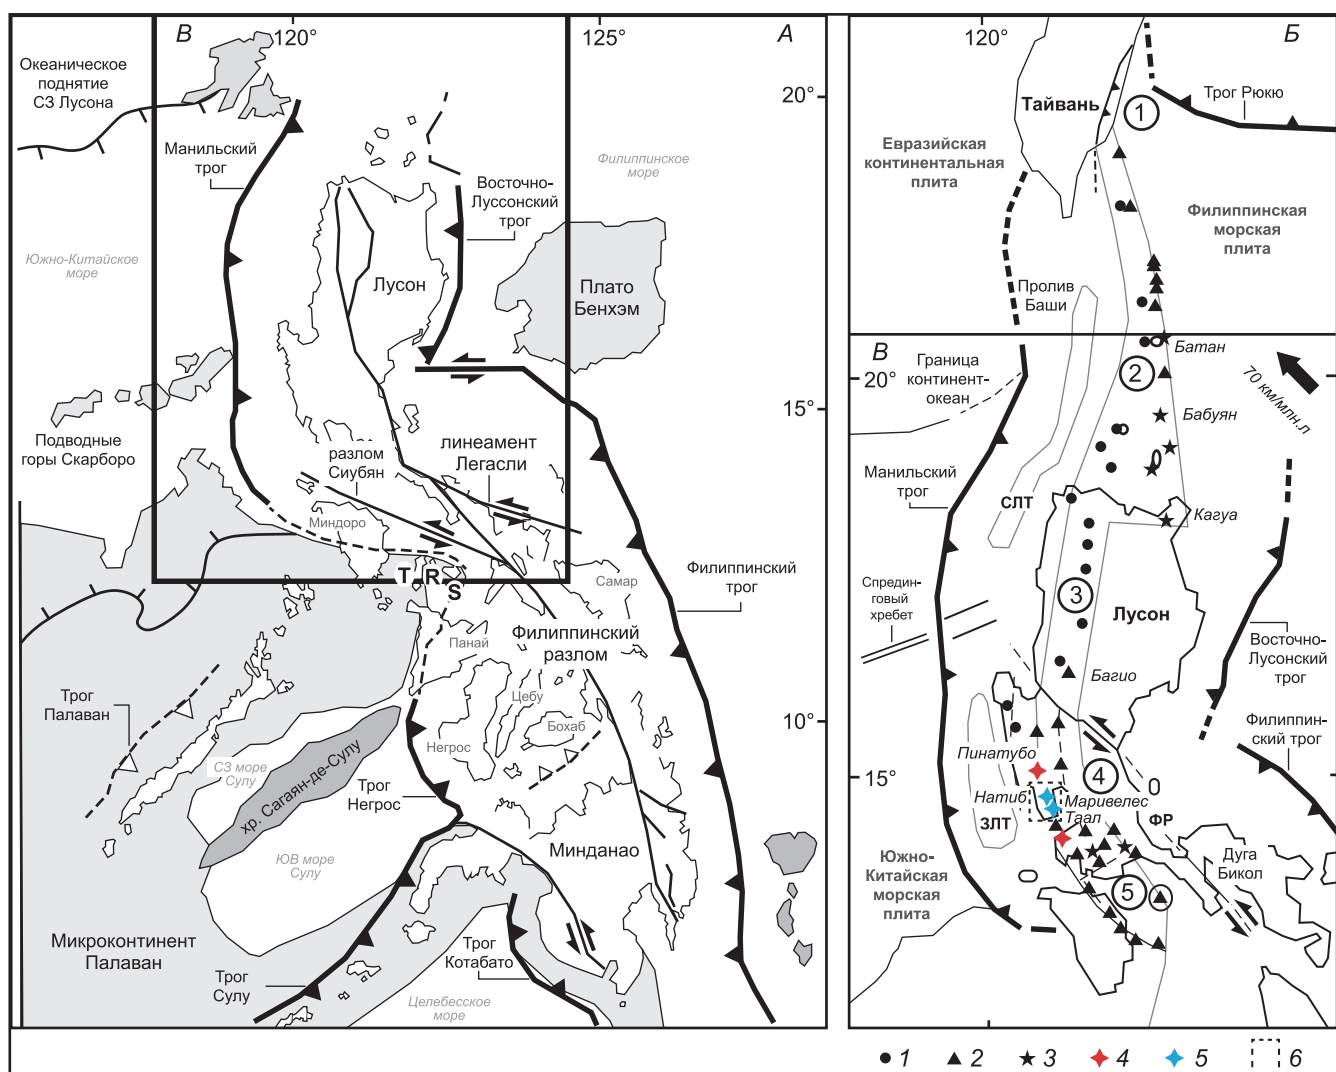 В
120°
125°
А
Океаническое
поднятие
СЗ Лусона
20°
Манильский
трог
Филиппинское
море
Восточно-
Луссонский
трог
Южно-Китайское
море
Лусон
Плато
Бенхэм
15°
Подводные
горы Скарборо
разлом
Сиубян
линеамент
Легасли
Миндоро
T R S
Самар
Филиппинский
трог
Панай
Филиппинский
разлом
Трог
Палаван
Цебу
Бохаб
10°
СЗ море
Сулу
хр. Сагаян-де-Сулу
Негрос
Трог
Негрос
ЮВ море
Сулу
Минданао
Микроконтинент
Палаван
Трог
Сулу
Трог
Котабато
Целебесское
море
120°
Б
Тайвань
1
Трог Рюкю
Евразийская
континентальная
плита
Филиппинская
морская
плита
Пролив
Баши
В
Граница
континент-
океан
Батан
2
20°
70 км/млн.л
Бабуян
Манильский
трог
СЛТ
Кагуа
Спредин-
говый
хребет
3
Лусон
Восточно-
Лусонский
трог
Багио
Филиппин-
ский трог
Пинатубо
15°
4
Натиб
Маривелес
Таал
ЗЛТ
ФР
Южно-
Китайская
морская
плита
Дуга
Бикол
5
1 2 3 4 5 6